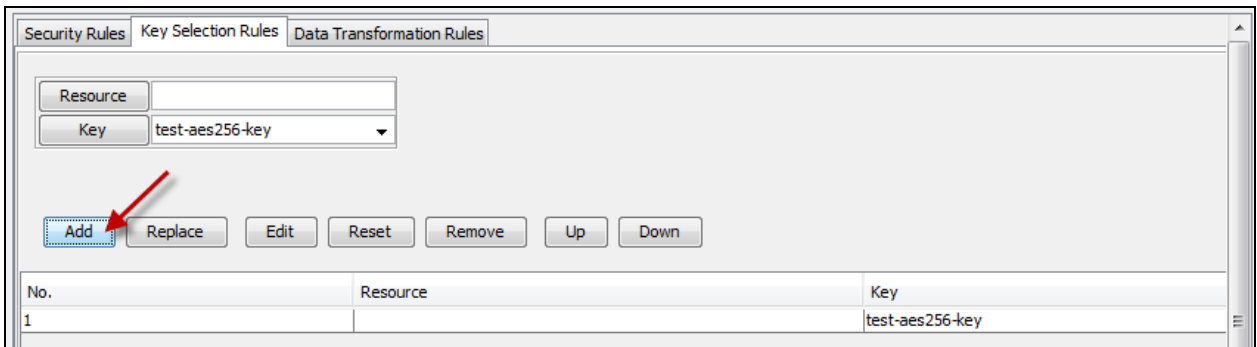 Security Rules Key Selection Rules Data Transformation Rules
Resource
Key test-aes256-key
Add Replace Edit Reset Remove Up Down
No. Resource Key
1 test-aes256-key